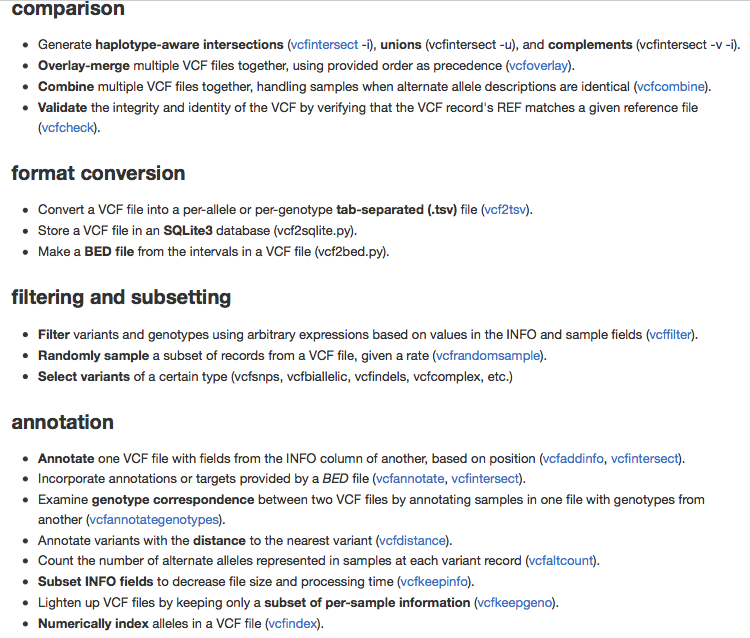 comparison
• Generate haplotype-aware intersections (vcfintersect -i), unions (vcfintersect -u), and complements (vcfintersect -v -i).
• Overlay-merge multiple VCF files together, using provided order as precedence (vcfoverlay).
• Combine multiple VCF files together, handling samples when alternate allele descriptions are identical (vcfcombine).
• Validate the integrity and identity of the VCF by verifying that the VCF record's REF matches a given reference file
(vcfcheck).
format conversion
• Convert a VCF file into a per-allele or per-genotype tab-separated (.tsv) file (vcf2tsv).
• Store a VCF file in an SQLite3 database (vcf2sqlite.py).
• Make a BED file from the intervals in a VCF file (vcf2bed.py).
filtering and subsetting
• Filter variants and genotypes using arbitrary expressions based on values in the INFO and sample fields (vcffilter).
• Randomly sample a subset of records from a VCF file, given a rate (vcfrandomsample).
• Select variants of a certain type (vcfsnps, vcfbiallelic, vcfindels, vcfcomplex, etc.)
annotation
• Annotate one VCF file with fields from the INFO column of another, based on position (vcfaddinfo, vcfintersect).
• Incorporate annotations or targets provided by a BED file (vcfannotate, vcfintersect).
• Examine genotype correspondence between two VCF files by annotating samples in one file with genotypes from
another (vcfannotategenotypes).
• Annotate variants with the distance to the nearest variant (vcfdistance).
• Count the number of alternate alleles represented in samples at each variant record (vcfaltcount).
• Subset INFO fields to decrease file size and processing time (vcfkeepinfo).
• Lighten up VCF files by keeping only a subset of per-sample information (vcfkeepgeno).
• Numerically index alleles in a VCF file (vcfindex).